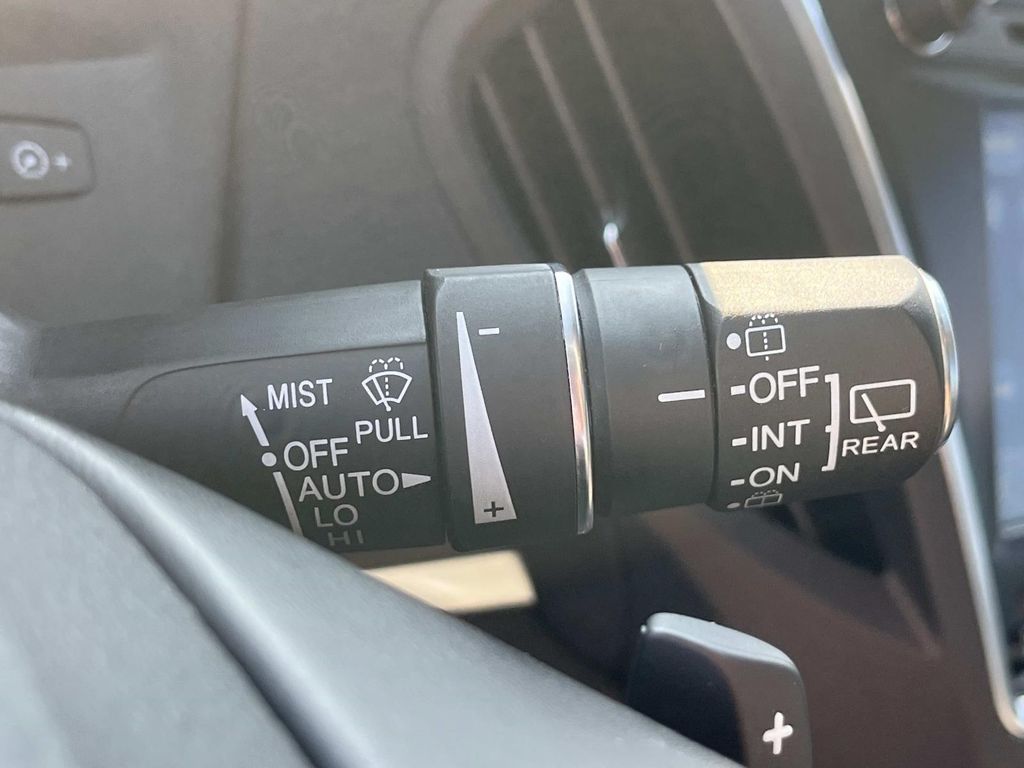 MIST
PULL
OFF
AUTO
LO
HI
-
+
OFF
INT
ON
REAR
+
+